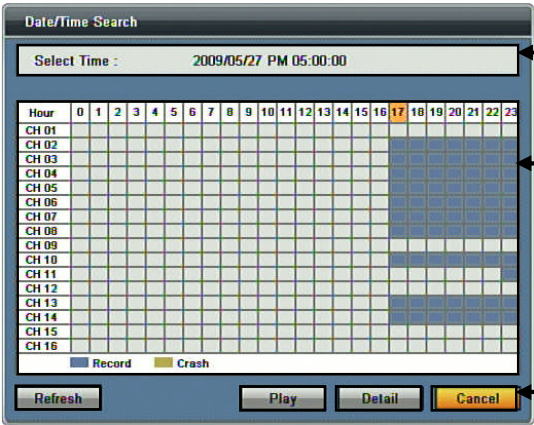 Date/Time Search
Select Time : 2009/05/27 PM 05:00:00
Hour 0 1 2 3 4 5 6 7 8 9 10 11 12 13 14 15 16 17 18 19 20 21 22 23
CH 01
CH 02
CH 03
CH 04
CH 05
CH 06
CH 07
CH 08
CH 09
CH 10
CH 11
CH 12
CH 13
CH 14
CH 15
CH 16
Record Crash
Refresh Play Detail Cancel